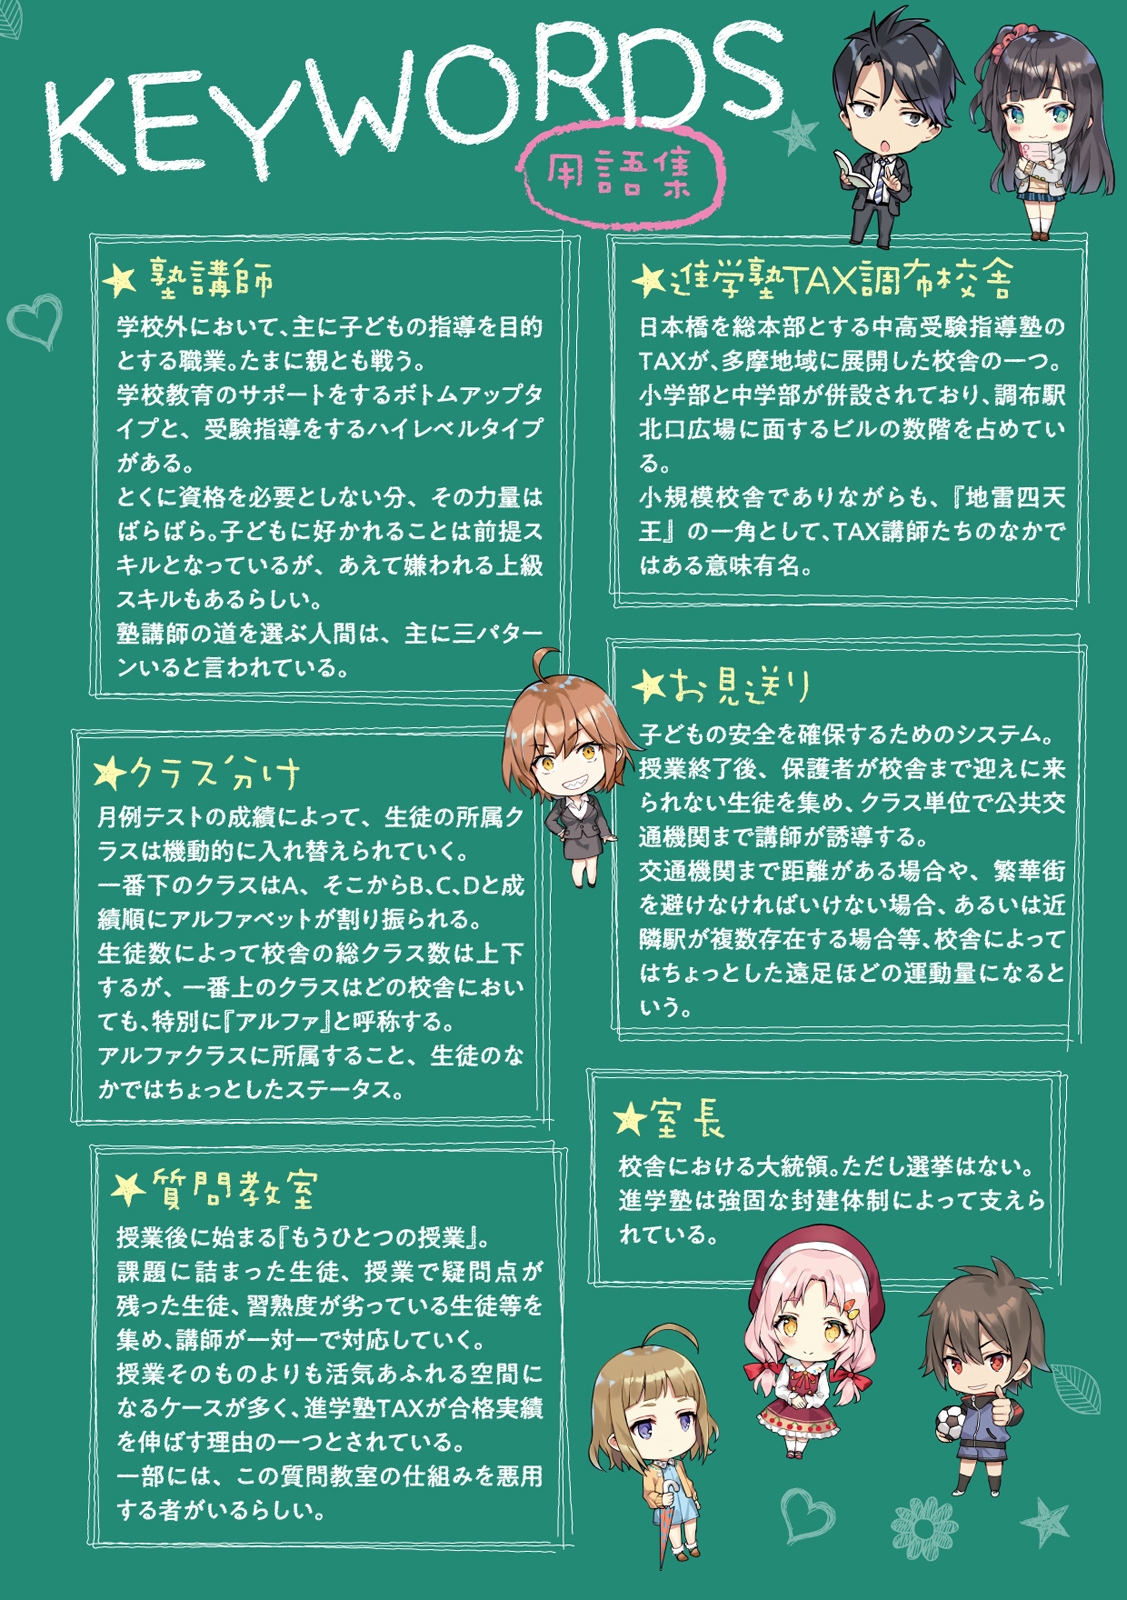 KEYWORDS
用語集
★塾講師
学校外において、主に子どもの指導を目的
とする職業。たまに親とも戦う。
学校教育のサポートをするボトムアップタ
イプと、受験指導をするハイレベルタイプ
がある。
とくに資格を必要としない分、その力量は
ばらばら。子どもに好かれることは前提ス
キルとなっているが、あえて嫌われる上級
スキルもあるらしい。
塾講師の道を選ぶ人間は、主に三パター
ンいると言われている。
★クラス分け
月例テストの成績によって、生徒の所属ク
ラスは機動的に入れ替えられていく。
一番下のクラスはA、そこからB、C、Dと成
績順にアルファベットが割り振られる。
生徒数によって校舎の総クラス数は上下
するが、一番上のクラスはどの校舎におい
ても、特別に『アルファ』と呼称する。
アルファクラスに所属すること、生徒のな
かではちょっとしたステータス。
★質問教室
授業後に始まる『もうひとつの授業』。
課題に詰まった生徒、授業で疑問点が
残った生徒、習熟度が劣っている生徒等を
集め、講師が一対一で対応していく。
授業そのものよりも活気あふれる空間に
なるケースが多く、進学塾TAXが合格実績
を伸ばす理由の一つとされている。
一部には、この質問教室の仕組みを悪用
する者がいるらしい。
★進学塾TAX調布校舎
日本橋を総本部とする中高受験指導塾の
TAXが、多摩地域に展開した校舎の一つ。
小学部と中学部が併設されており、調布駅
北口広場に面するビルの数階を占めてい
る。
小規模校舎でありながらも、『地雷四天
王』の一角として、TAX講師たちのなかで
はある意味有名。
★お見送り
子どもの安全を確保するためのシステム。
授業終了後、保護者が校舎まで迎えに来
られない生徒を集め、クラス単位で公共交
通機関まで講師が誘導する。
交通機関まで距離がある場合や、繁華街
を避けなければいけない場合、あるいは近
隣駅が複数存在する場合等、校舎によって
はちょっとした遠足ほどの運動量になると
いう。
★室長
校舎における大統領。ただし選挙はない。
進学塾は強固な封建体制によって支えら
れている。